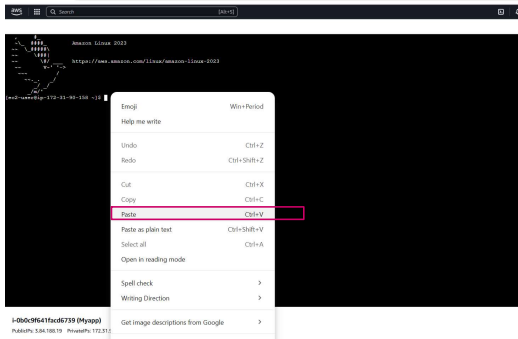 aws
Search [Alt+S]
Amazon Linux 2023
https://aws.amazon.com/linux/amazon-linux-2023
[ec2-user@ip-172-31-90-158 ~]$
Emoji Win+Period
Help me write
Undo Ctrl+Z
Redo Ctrl+Shift+Z
Cut Ctrl+X
Copy Ctrl+C
Paste Ctrl+V
Paste as plain text Ctrl+Shift+V
Select all Ctrl+A
Open in reading mode
Spell check
Writing Direction
Get image descriptions from Google
i-0b0c9f641facd6739 (Myapp)
PublicIPs: 3.84.188.19 PrivateIPs: 172.31.9